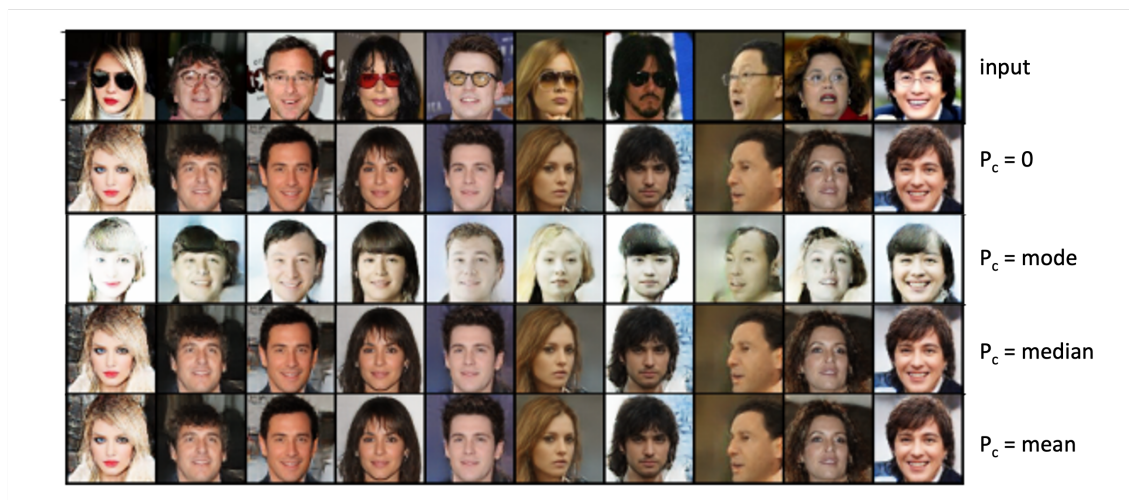 input
P_c = 0
P_c = mode
P_c = median
P_c = mean